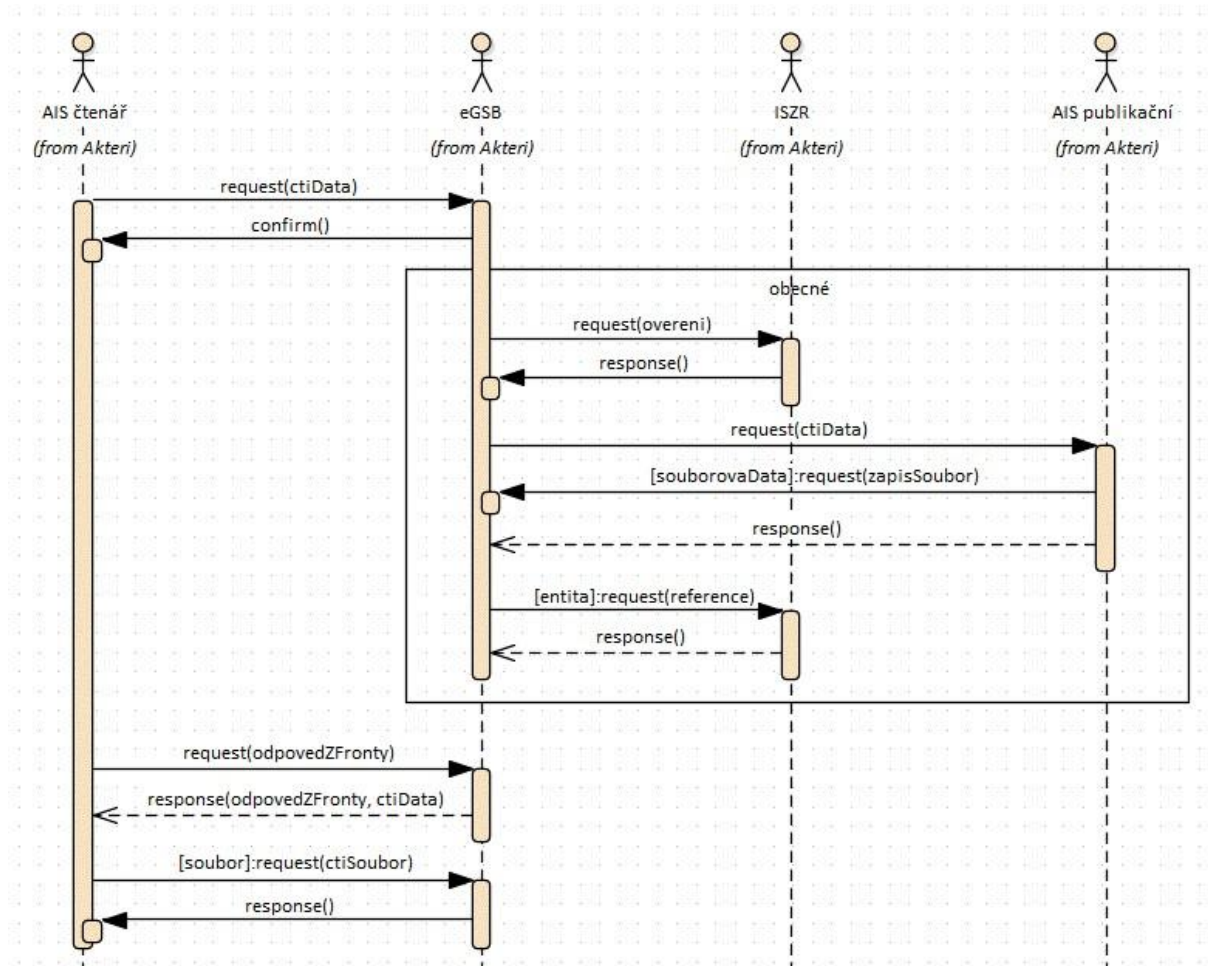 AIS čtenář
eGSB
ISZR
AIS publikační
(from Akteri)
(from Akteri)
(from Akteri)
(from Akteri)
request(ctiData)
confirm()
obecné
request(overeni)
response()
request(ctiData)
[souborovaData]:request(zapisSoubor)
response()
[entita]:request(reference)
response()
request(odpovedZFronty)
response(odpovedZFronty, ctiData)
[soubor]:request(ctiSoubor)
response()